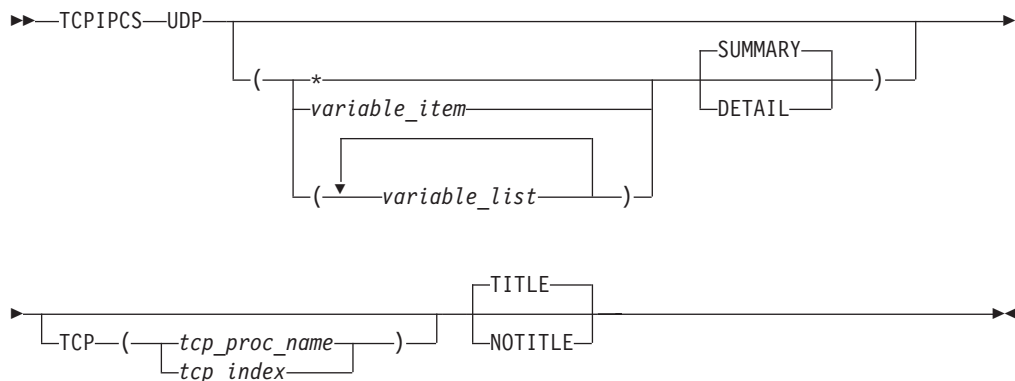 TCPIPCS UDP
SUMMARY
( * )
variable_item DETAIL
( variable_list )
TITLE
TCP ( tcp_proc_name ) NOTITLE
tcp_index